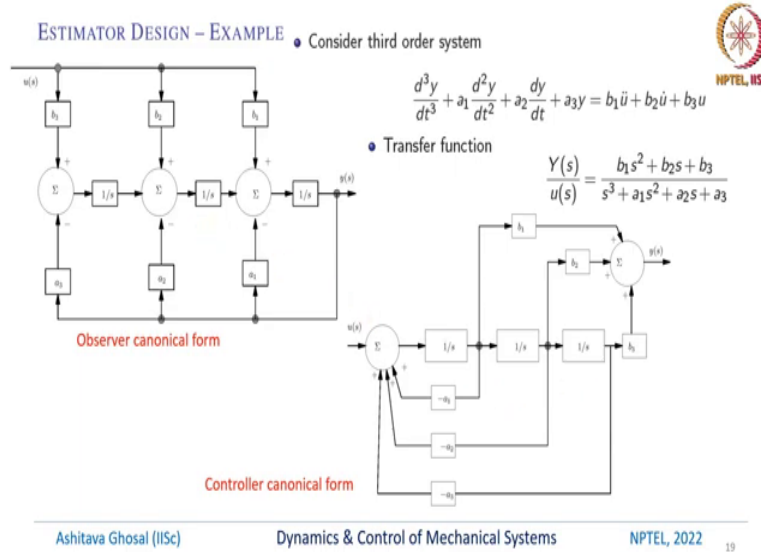 ESTIMATOR DESIGN – EXAMPLE
• Consider third order system
d³y/dt³ + a₁ d²y/dt² + a₂ dy/dt + a₃y = b₁ü + b₂u̇ + b₃u
• Transfer function
Y(s)/u(s) = (b₁s² + b₂s + b₃)/(s³ + a₁s² + a₂s + a₃)
NPTEL, IIS
u(s)
b₂
+ + +
Σ 1/s Σ 1/s Σ 1/s y(s)
− − −
a₃ a₂ a₁
Observer canonical form
b₁
b₂ + Σ y(s)
+
+
u(s)
Σ 1/s 1/s 1/s b₃
+ + +
−a₁
−a₂
−a₃
Controller canonical form
Ashitava Ghosal (IISc) Dynamics & Control of Mechanical Systems NPTEL, 2022 19